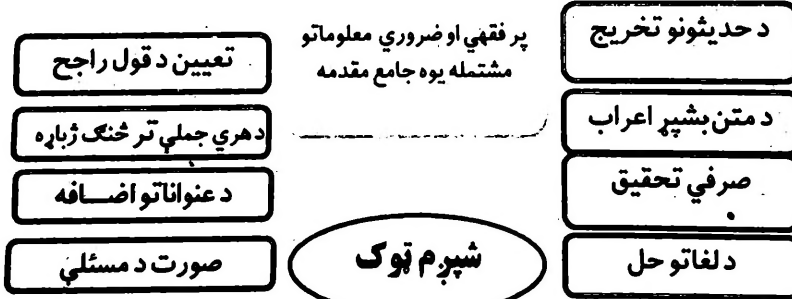 د حدیثونو تخریج
د متن بشپړ اعراب
صرفي تحقیق
د لغاتو حل
پر فقهي او ضروري معلوماتو
مشتمله یوه جامع مقدمه
شپږم ټوک
تعیین د قول راجح
د هري جملې تر څنګ ژباړه
د عنواناتو اضافه
صورت د مسئلې